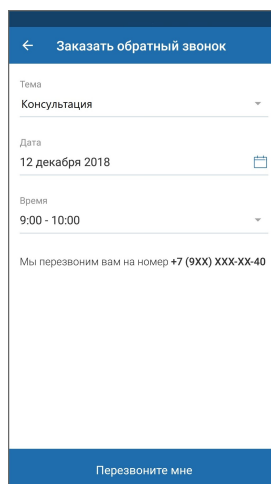 Заказать обратный звонок
Тема
Консультация
Дата
12 декабря 2018
Время
9:00 - 10:00
Мы перезвоним вам на номер +7 (9XX) XXX-XX-40
Перезвоните мне